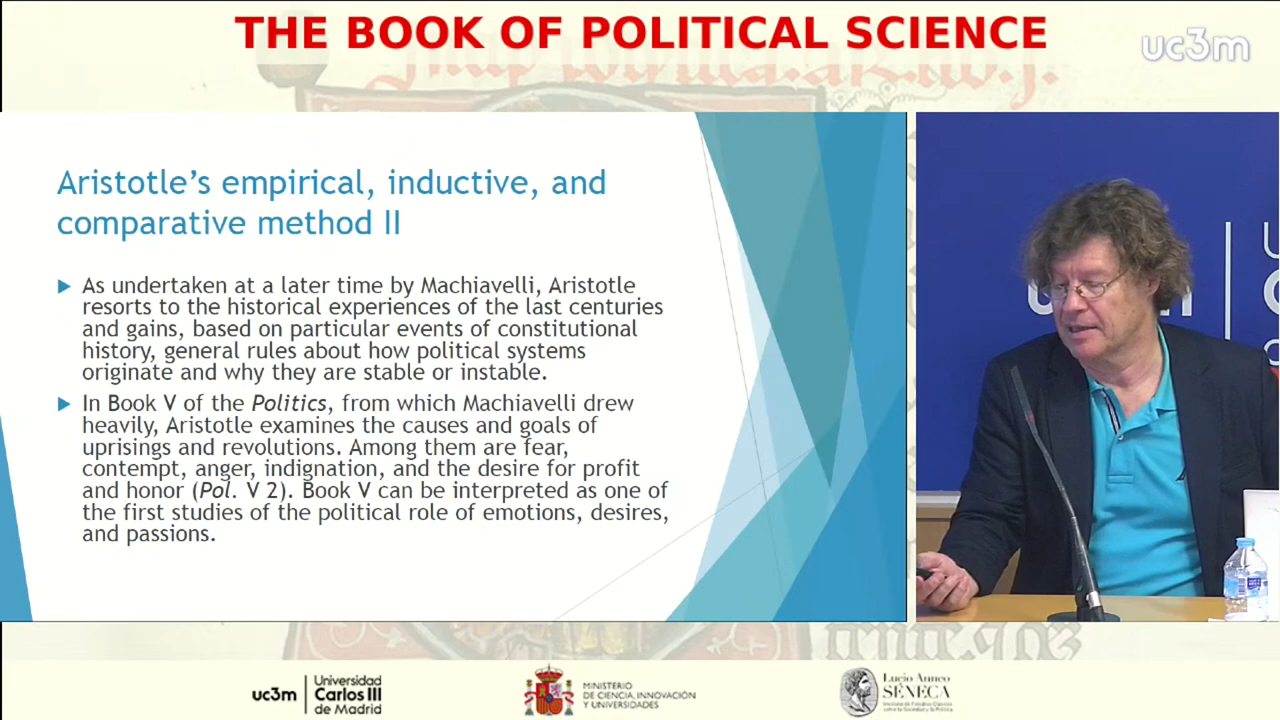 THE BOOK OF POLITICAL SCIENCE
uc3m
Aristotle’s empirical, inductive, and
comparative method II
As undertaken at a later time by Machiavelli, Aristotle
resorts to the historical experiences of the last centuries
and gains, based on particular events of constitutional
history, general rules about how political systems
originate and why they are stable or instable.
In Book V of the Politics, from which Machiavelli drew
heavily, Aristotle examines the causes and goals of
uprisings and revolutions. Among them are fear,
contempt, anger, indignation, and the desire for profit
and honor (Pol. V 2). Book V can be interpreted as one of
the first studies of the political role of emotions, desires,
and passions.
uc3m
Universidad
Carlos III
de Madrid
MINISTERIO
DE CIENCIA, INNOVACIÓN
Y UNIVERSIDADES
Lucio Anneo
SÉNECA